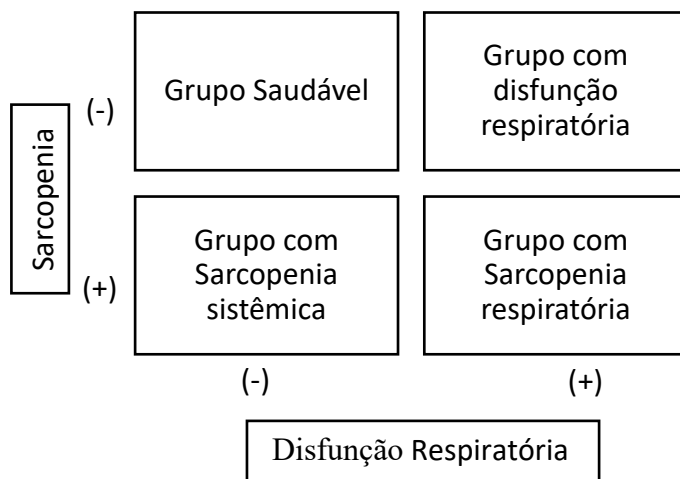 Grupo Saudável
Grupo com
disfunção
respiratória
Sarcopenia
(-)
(+)
Grupo com
Sarcopenia
sistêmica
Grupo com
Sarcopenia
respiratória
(-)
(+)
Disfunção Respiratória